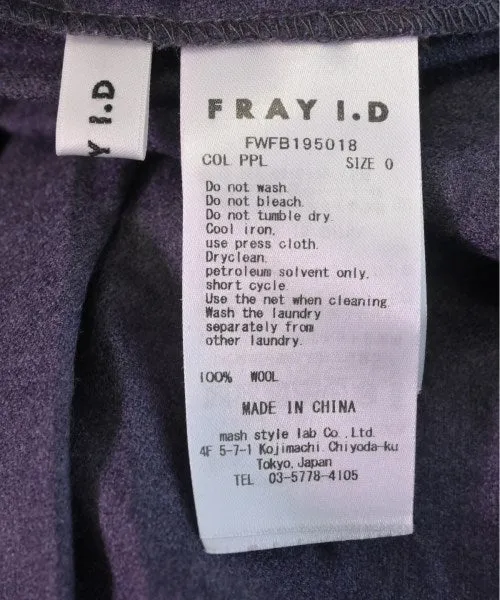 Y I.D
FRAY I.D
FWFB195018
COL PPL SIZE 0
Do not wash.
Do not bleach.
Do not tumble dry.
Cool iron,
use press cloth.
Dryclean.
petroleum solvent only,
short cycle.
Use the net when cleaning.
Wash the laundry
separately from
other laundry.
100% WOOL
MADE IN CHINA
mash style lab Co.,Ltd.
4F 5-7-1 Kojimachi. Chiyoda-ku
Tokyo, Japan
TEL 03-5778-4105